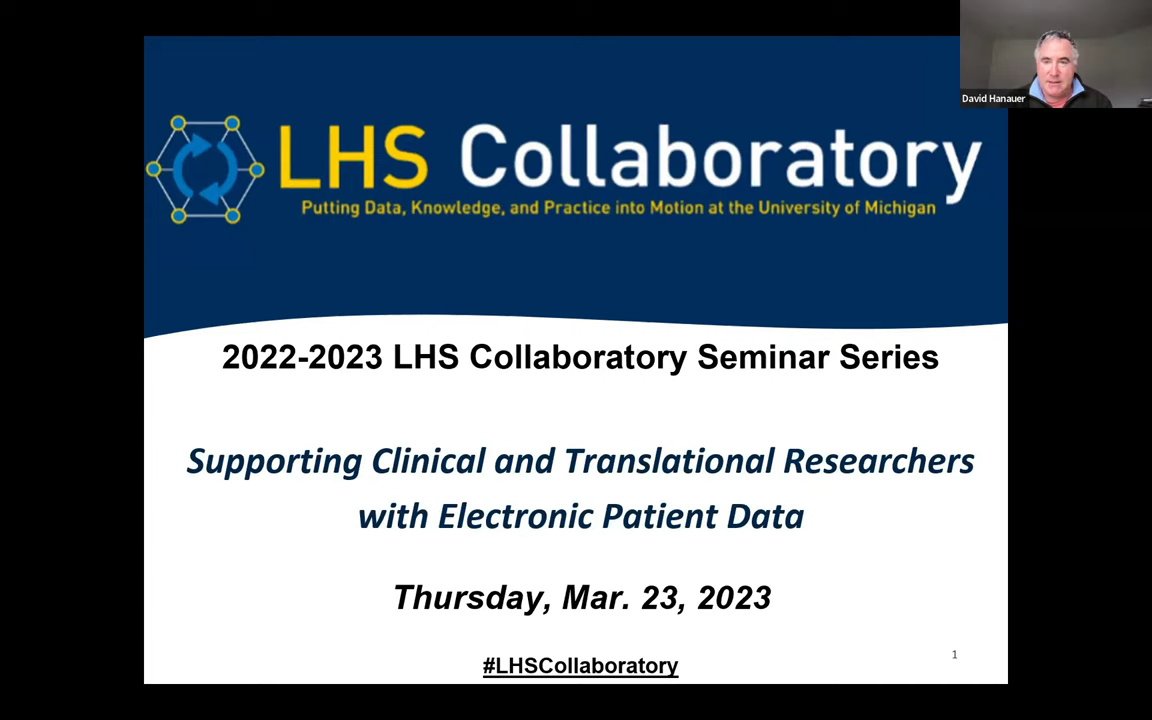 David Hanauer
LHS Collaboratory
Putting Data, Knowledge, and Practice into Motion at the University of Michigan
2022-2023 LHS Collaboratory Seminar Series
Supporting Clinical and Translational Researchers
with Electronic Patient Data
Thursday, Mar. 23, 2023
#LHSCollaboratory
1